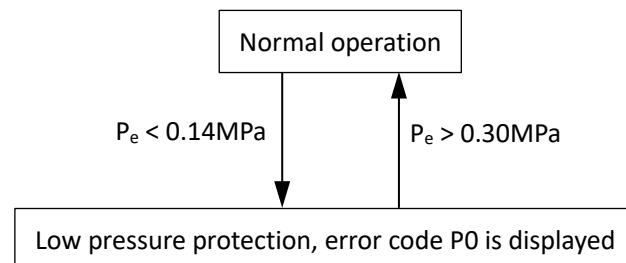 Normal operation
Pₑ < 0.14MPa
Pₑ > 0.30MPa
Low pressure protection, error code P0 is displayed